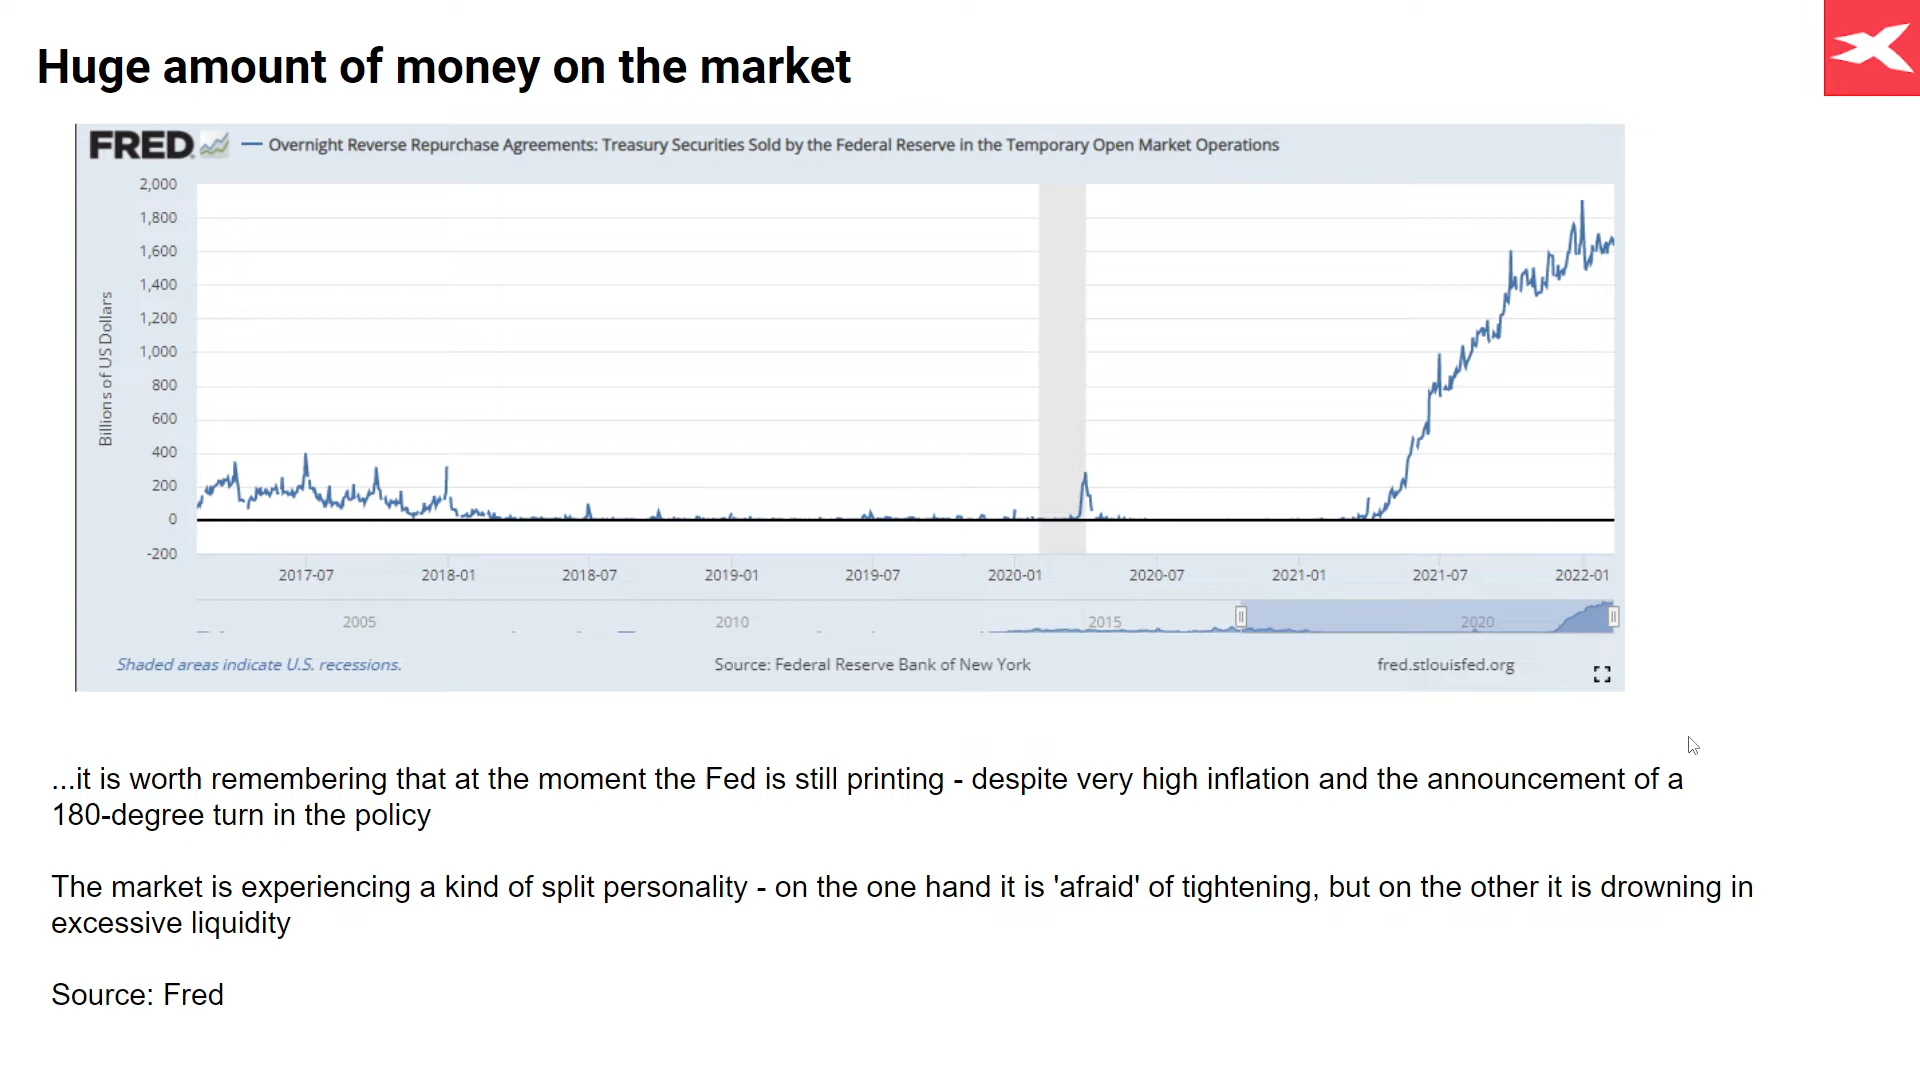 Huge amount of money on the market
FRED
Overnight Reverse Repurchase Agreements: Treasury Securities Sold by the Federal Reserve in the Temporary Open Market Operations
2,000
1,800
1,600
1,400
1,200
1,000
800
600
400
200
0
-200
Billions of US Dollars
2017-07 2018-01 2018-07 2019-01 2019-07 2020-01 2020-07 2021-01 2021-07 2022-01
2005 2010 2015 2020
Shaded areas indicate U.S. recessions. Source: Federal Reserve Bank of New York fred.stlouisfed.org
...it is worth remembering that at the moment the Fed is still printing - despite very high inflation and the announcement of a
180-degree turn in the policy
The market is experiencing a kind of split personality - on the one hand it is 'afraid' of tightening, but on the other it is drowning in
excessive liquidity
Source: Fred